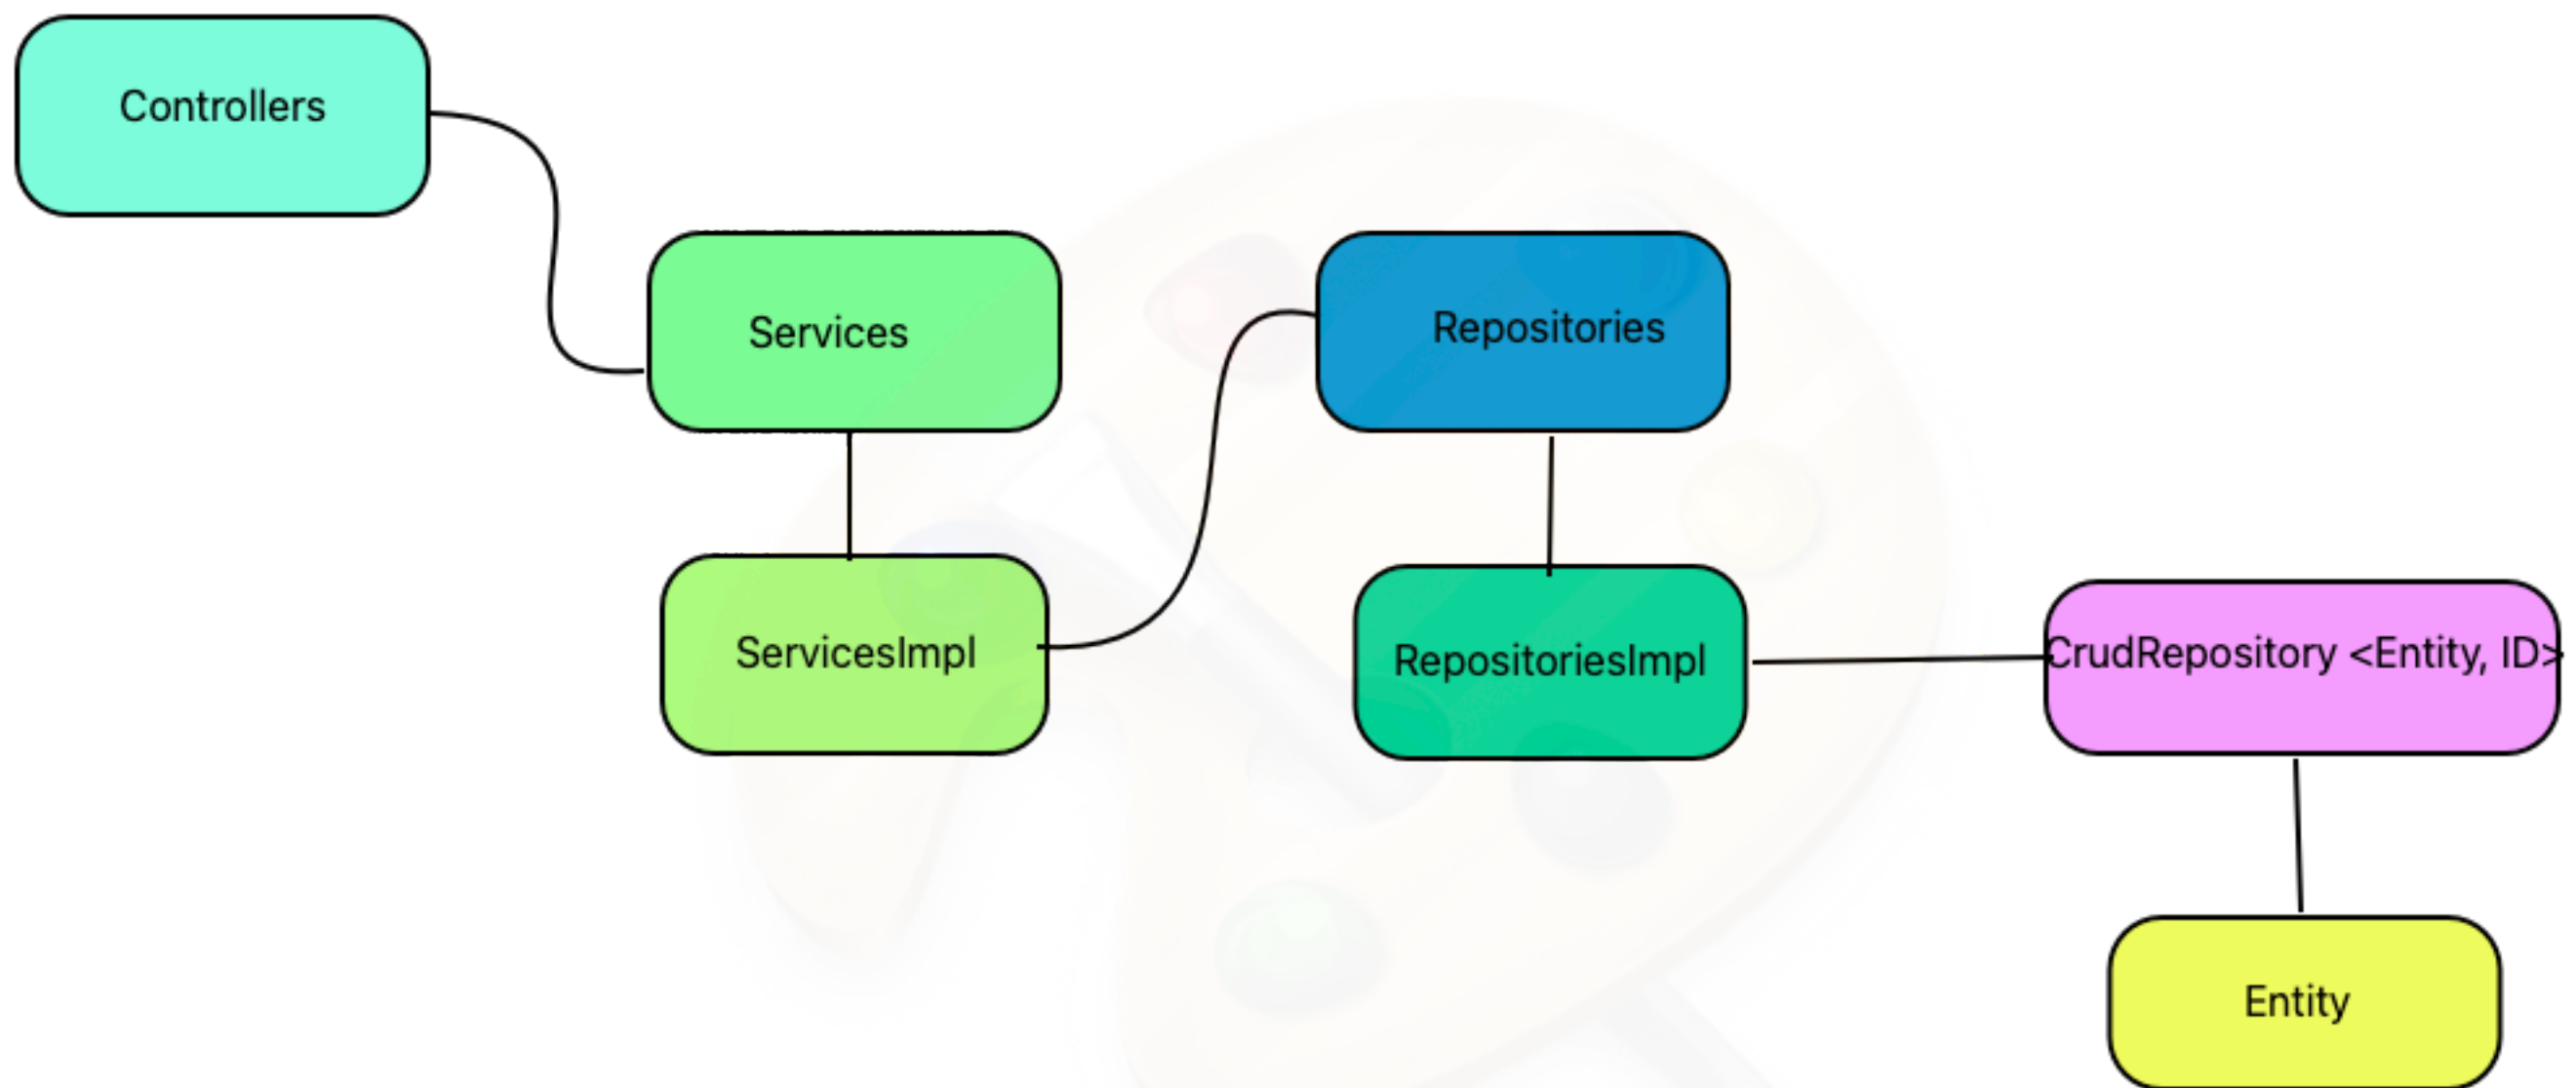 Controllers
Services
Repositories
ServicesImpl
RepositoriesImpl
CrudRepository <Entity, ID>
Entity